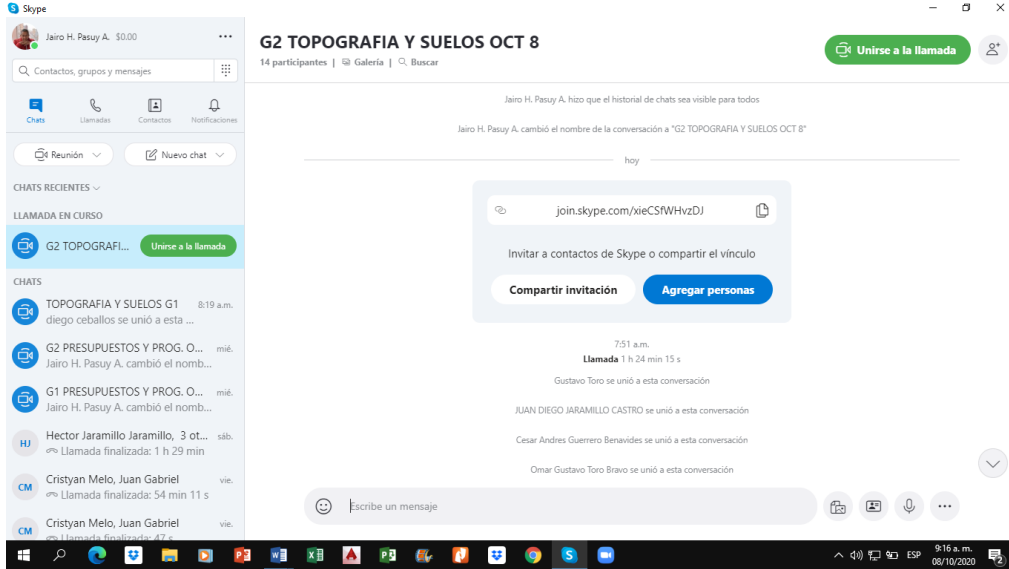 Skype
Jairo H. Pasuy A. $0.00
Contactos, grupos y mensajes
Chats
Llamadas
Contactos
Notificaciones
Reunión
Nuevo chat
CHATS RECIENTES
LLAMADA EN CURSO
G2 TOPOGRAFI...
Unirse a la llamada
CHATS
TOPOGRAFIA Y SUELOS G1 8:19 a.m.
diego ceballos se unió a esta ...
G2 PRESUPUESTOS Y PROG. O... mié.
Jairo H. Pasuy A. cambió el nomb...
G1 PRESUPUESTOS Y PROG. O... mié.
Jairo H. Pasuy A. cambió el nomb...
HJ
Hector Jaramillo Jaramillo, 3 ot... sáb.
Llamada finalizada: 1 h 29 min
CM
Cristyan Melo, Juan Gabriel vie.
Llamada finalizada: 54 min 11 s
CM
Cristyan Melo, Juan Gabriel vie.
Llamada finalizada: 47 s
G2 TOPOGRAFIA Y SUELOS OCT 8
14 participantes | Galería | Buscar
Unirse a la llamada
Jairo H. Pasuy A. hizo que el historial de chats sea visible para todos
Jairo H. Pasuy A. cambió el nombre de la conversación a "G2 TOPOGRAFIA Y SUELOS OCT 8"
hoy
join.skype.com/xieCSfWHvzDJ
Invitar a contactos de Skype o compartir el vínculo
Compartir invitación
Agregar personas
7:51 a.m.
Llamada 1 h 24 min 15 s
Gustavo Toro se unió a esta conversación
JUAN DIEGO JARAMILLO CASTRO se unió a esta conversación
Cesar Andres Guerrero Benavides se unió a esta conversación
Omar Gustavo Toro Bravo se unió a esta conversación
Escribe un mensaje
ESP
9:16 a. m.
08/10/2020
2